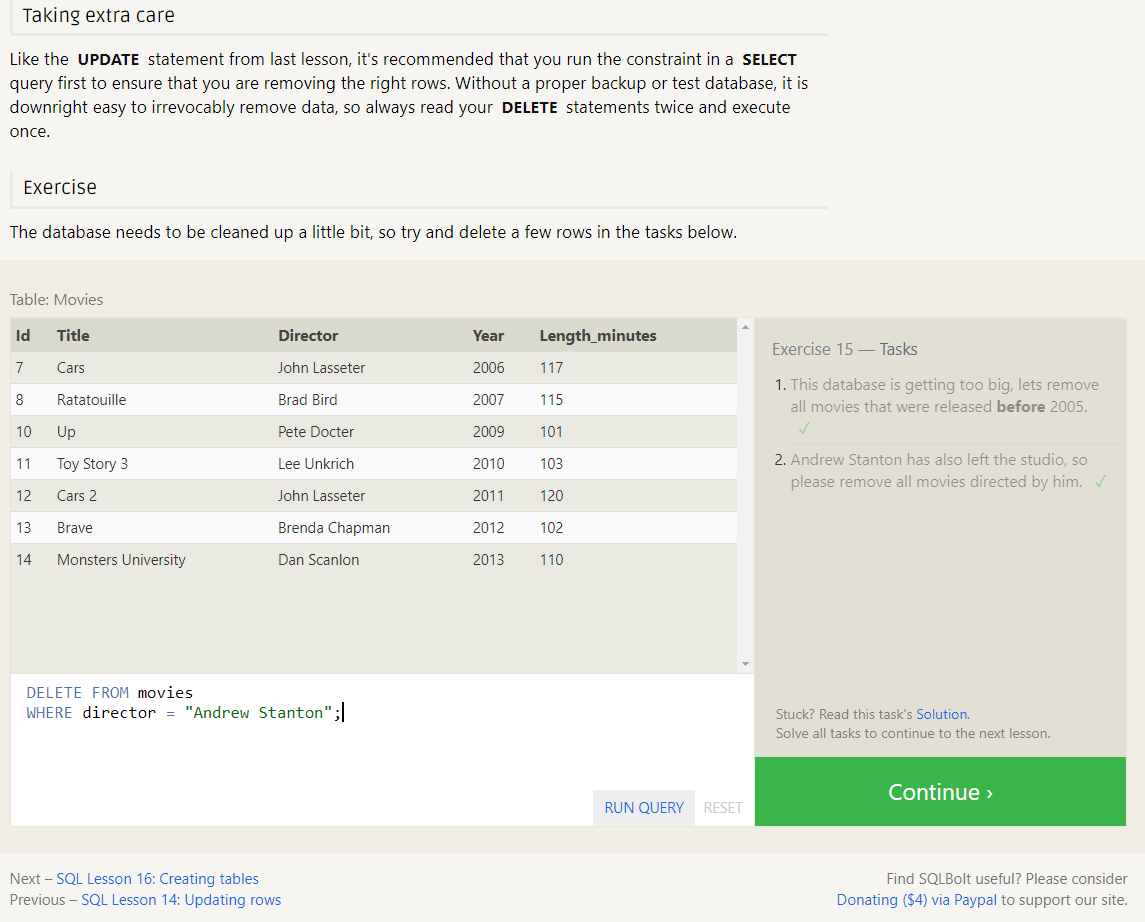 Taking extra care
Like the UPDATE statement from last lesson, it's recommended that you run the constraint in a SELECT
query first to ensure that you are removing the right rows. Without a proper backup or test database, it is
downright easy to irrevocably remove data, so always read your DELETE statements twice and execute
once.
Exercise
The database needs to be cleaned up a little bit, so try and delete a few rows in the tasks below.
Table: Movies
Id Title Director Year Length_minutes
7 Cars John Lasseter 2006 117
8 Ratatouille Brad Bird 2007 115
10 Up Pete Docter 2009 101
11 Toy Story 3 Lee Unkrich 2010 103
12 Cars 2 John Lasseter 2011 120
13 Brave Brenda Chapman 2012 102
14 Monsters University Dan Scanlon 2013 110
DELETE FROM movies
WHERE director = "Andrew Stanton";
RUN QUERY RESET
Exercise 15 — Tasks
1. This database is getting too big, lets remove
all movies that were released before 2005.
✓
2. Andrew Stanton has also left the studio, so
please remove all movies directed by him. ✓
Stuck? Read this task's Solution.
Solve all tasks to continue to the next lesson.
Continue ›
Next – SQL Lesson 16: Creating tables
Previous – SQL Lesson 14: Updating rows
Find SQLBolt useful? Please consider
Donating ($4) via Paypal to support our site.